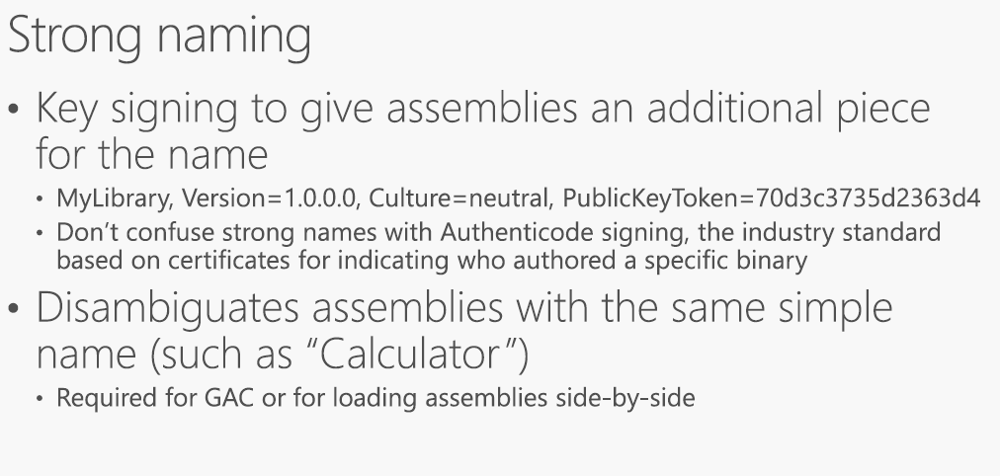 Strong naming
• Key signing to give assemblies an additional piece
for the name
• MyLibrary, Version=1.0.0.0, Culture=neutral, PublicKeyToken=70d3c3735d2363d4
• Don’t confuse strong names with Authenticode signing, the industry standard
based on certificates for indicating who authored a specific binary
• Disambiguates assemblies with the same simple
name (such as “Calculator”)
• Required for GAC or for loading assemblies side-by-side